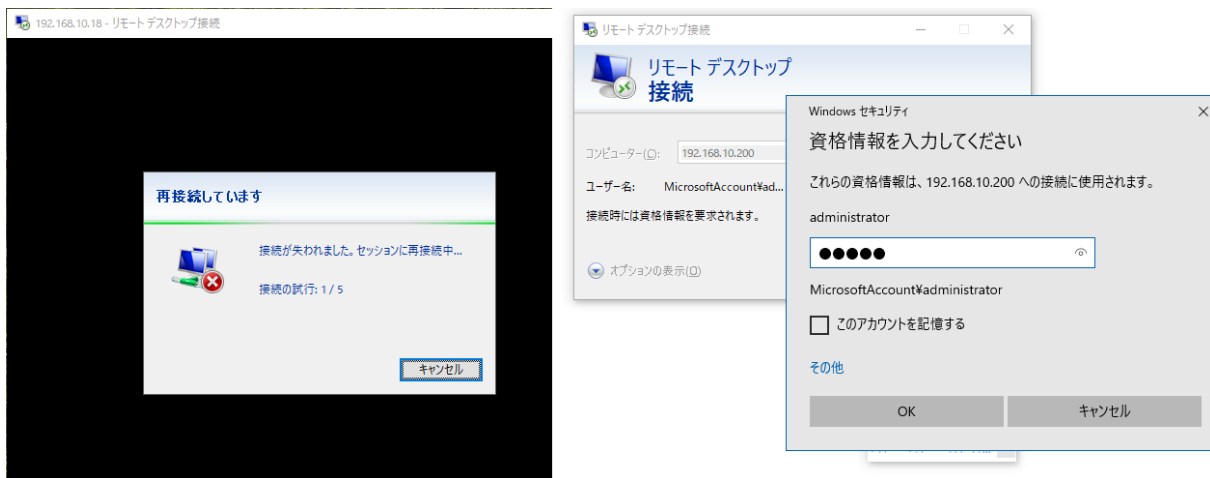 192.168.10.18 - リモート デスクトップ接続
再接続しています
接続が失われました。セッションに再接続中...
接続の試行: 1 / 5
キャンセル
リモート デスクトップ接続
リモート デスクトップ
接続
コンピューター(O): 192.168.10.200
ユーザー名: MicrosoftAccount¥ad...
接続時には資格情報を要求されます。
オプションの表示(O)
Windows セキュリティ
資格情報を入力してください
これらの資格情報は、192.168.10.200 への接続に使用されます。
administrator
●●●●●
MicrosoftAccount¥administrator
このアカウントを記憶する
その他
OK
キャンセル